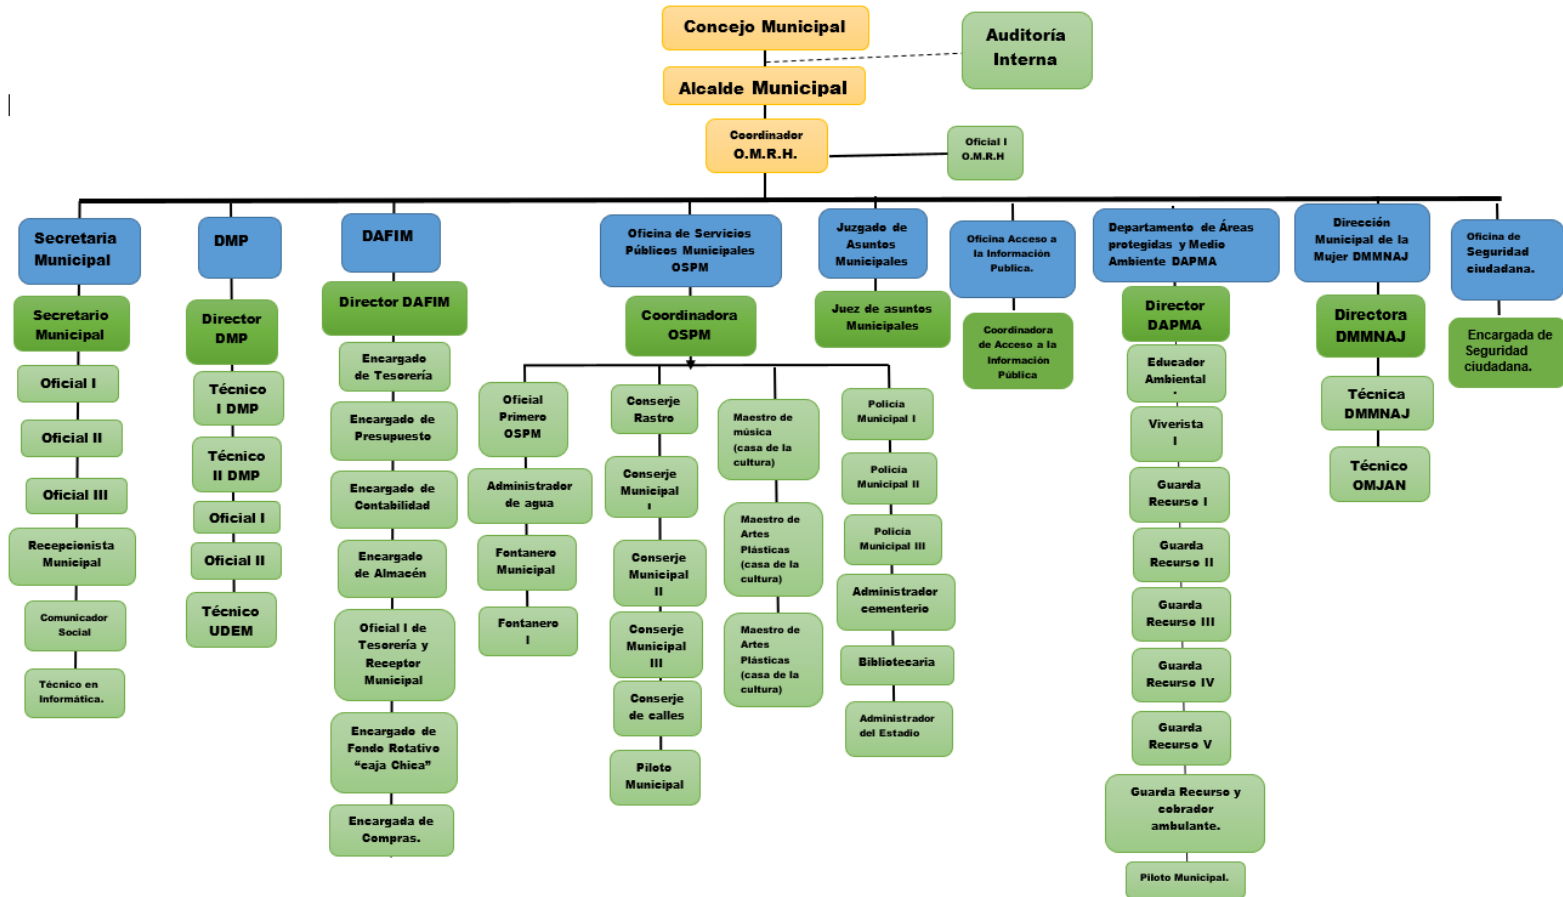 Concejo Municipal
Auditoría
Interna
Alcalde Municipal
Coordinador
O.M.R.H.
Oficial I
O.M.R.H
Secretaria
Municipal
DMP
DAFIM
Oficina de Servicios
Públicos Municipales
OSPM
Juzgado de
Asuntos
Municipales
Oficina Acceso a
la Información
Publica.
Departamento de Áreas
protegidas y Medio
Ambiente DAPMA
Dirección
Municipal de la
Mujer DMMNAJ
Oficina de
Seguridad
ciudadana.
Secretario
Municipal
Oficial I
Oficial II
Oficial III
Recepcionista
Municipal
Comunicador
Social
Técnico en
Informática.
Director
DMP
Técnico
I DMP
Técnico
II DMP
Oficial I
Oficial II
Técnico
UDEM
Director DAFIM
Encargado
de Tesorería
Encargado de
Presupuesto
Encargado de
Contabilidad
Encargado
de Almacén
Oficial I de
Tesorería y
Receptor
Municipal
Encargado de
Fondo Rotativo
“caja Chica”
Encargada de
Compras.
Coordinadora
OSPM
Oficial
Primero
OSPM
Administrador
de agua
Fontanero
Municipal
Fontanero
I
Conserje
Rastro
Conserje
Municipal
I
Conserje
Municipal
II
Conserje
Municipal
III
Conserje
de calles
Piloto
Municipal
Maestro de
música
(casa de la
cultura)
Maestro de
Artes
Plásticas
(casa de la
cultura)
Maestro de
Artes
Plásticas
(casa de la
cultura)
Policía
Municipal I
Policía
Municipal II
Policía
Municipal III
Administrador
cementerio
Bibliotecaria
Administrador
del Estadio
Juez de asuntos
Municipales
Coordinadora
de Acceso a la
Información
Pública
Director
DAPMA
Educador
Ambiental
Viverista
I
Guarda
Recurso I
Guarda
Recurso II
Guarda
Recurso III
Guarda
Recurso IV
Guarda
Recurso V
Guarda Recurso y
cobrador
ambulante.
Piloto Municipal.
Directora
DMMNAJ
Técnica
DMMNAJ
Técnico
OMJAN
Encargada de
Seguridad
ciudadana.